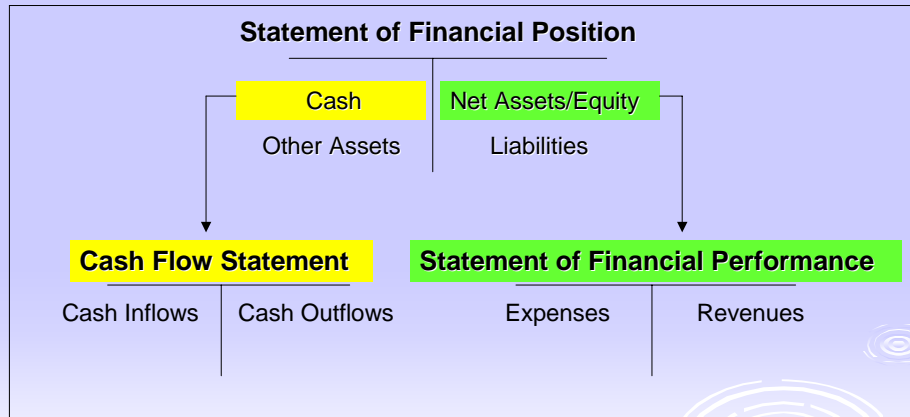 Statement of Financial Position
Cash
Net Assets/Equity
Other Assets
Liabilities
Cash Flow Statement
Statement of Financial Performance
Cash Inflows
Cash Outflows
Expenses
Revenues